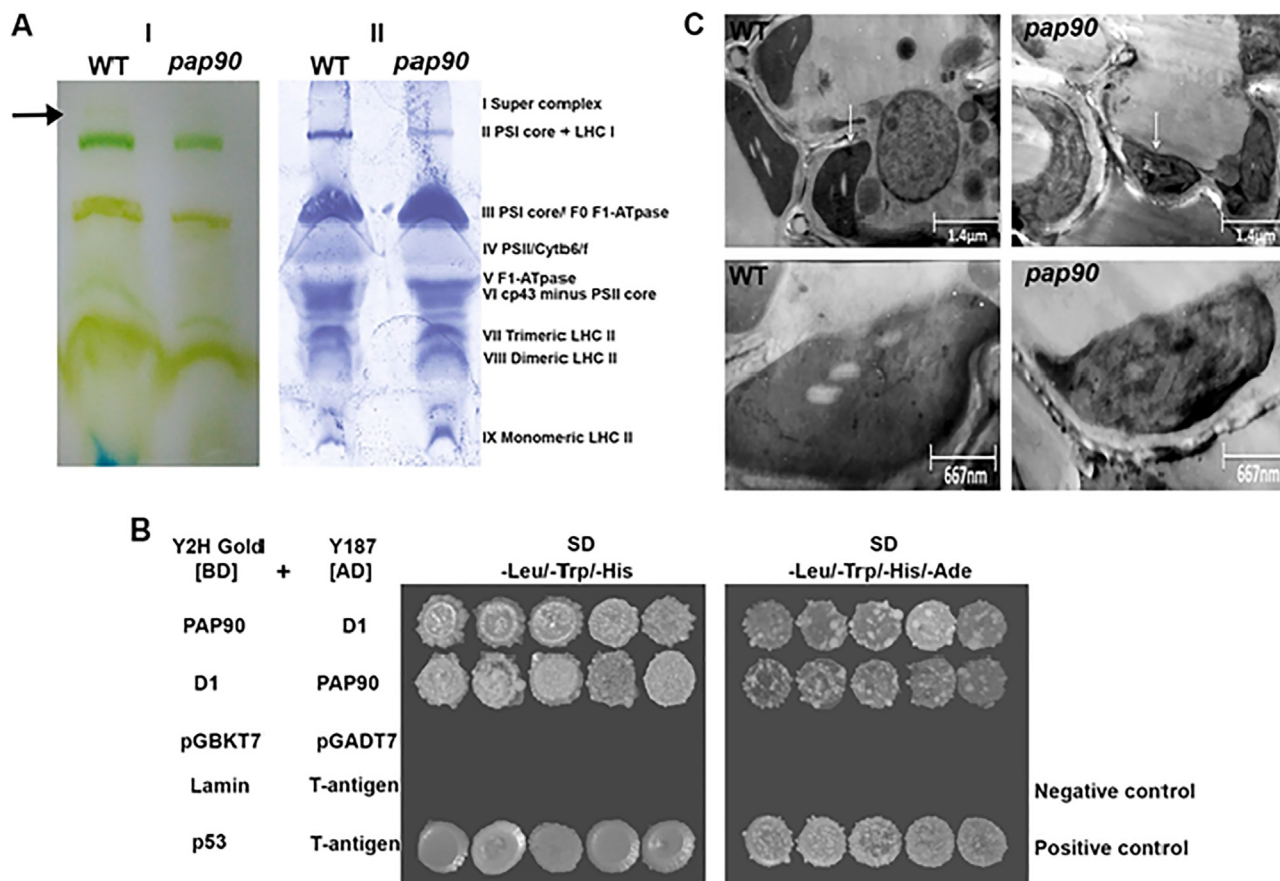 A
I
II
WT
pap90
WT
pap90
I Super complex
II PSI core + LHC I
III PSI core/ F0 F1-ATpase
IV PSII/Cytb6/f
V F1-ATpase
VI cp43 minus PSII core
VII Trimeric LHC II
VIII Dimeric LHC II
IX Monomeric LHC II
C
WT
1.4µm
pap90
1.4µm
WT
667nm
pap90
667nm
B
Y2H Gold
[BD]
+
Y187
[AD]
SD
-Leu/-Trp/-His
SD
-Leu/-Trp/-His/-Ade
PAP90
D1
D1
PAP90
pGBKT7
pGADT7
Lamin
T-antigen
Negative control
p53
T-antigen
Positive control